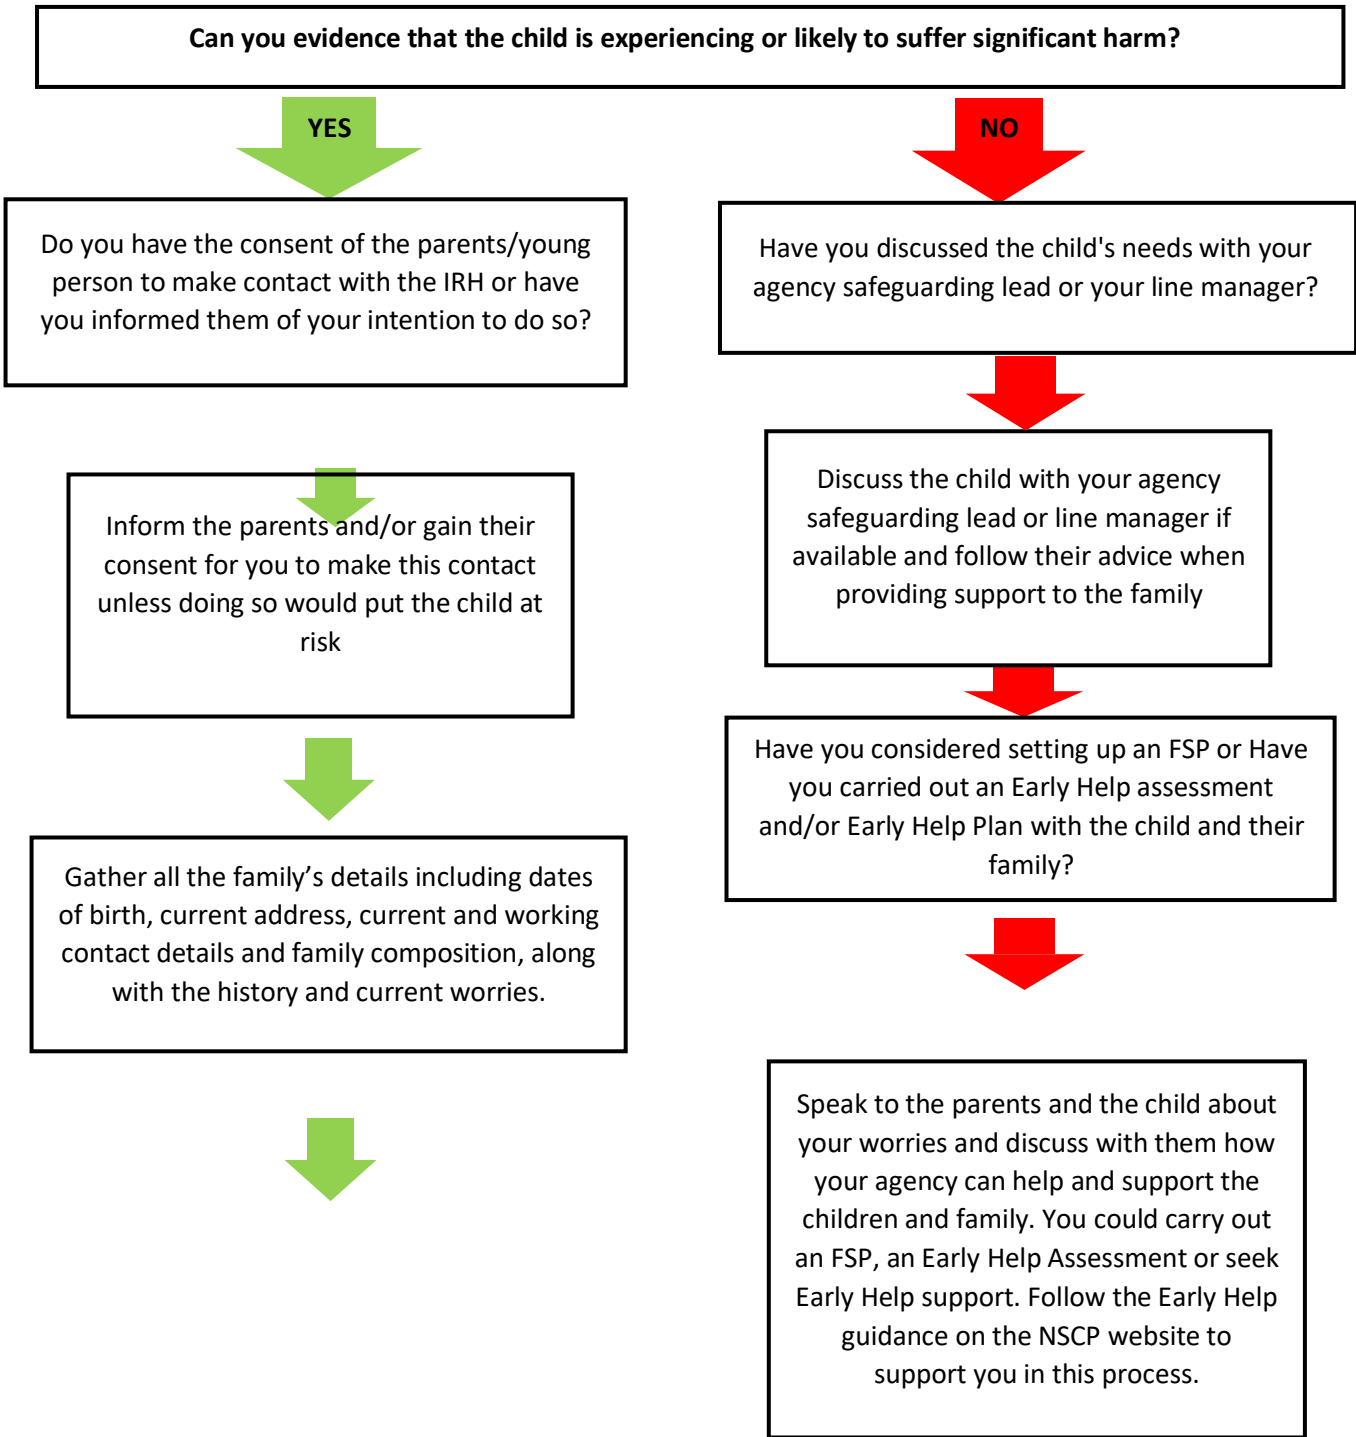 Can you evidence that the child is experiencing or likely to suffer significant harm?
YES
NO
Do you have the consent of the parents/young
person to make contact with the IRH or have
you informed them of your intention to do so?
Have you discussed the child's needs with your
agency safeguarding lead or your line manager?
Inform the parents and/or gain their
consent for you to make this contact
unless doing so would put the child at
risk
Discuss the child with your agency
safeguarding lead or line manager if
available and follow their advice when
providing support to the family
Gather all the family’s details including dates
of birth, current address, current and working
contact details and family composition, along
with the history and current worries.
Have you considered setting up an FSP or Have
you carried out an Early Help assessment
and/or Early Help Plan with the child and their
family?
Speak to the parents and the child about
your worries and discuss with them how
your agency can help and support the
children and family. You could carry out
an FSP, an Early Help Assessment or seek
Early Help support. Follow the Early Help
guidance on the NSCP website to
support you in this process.